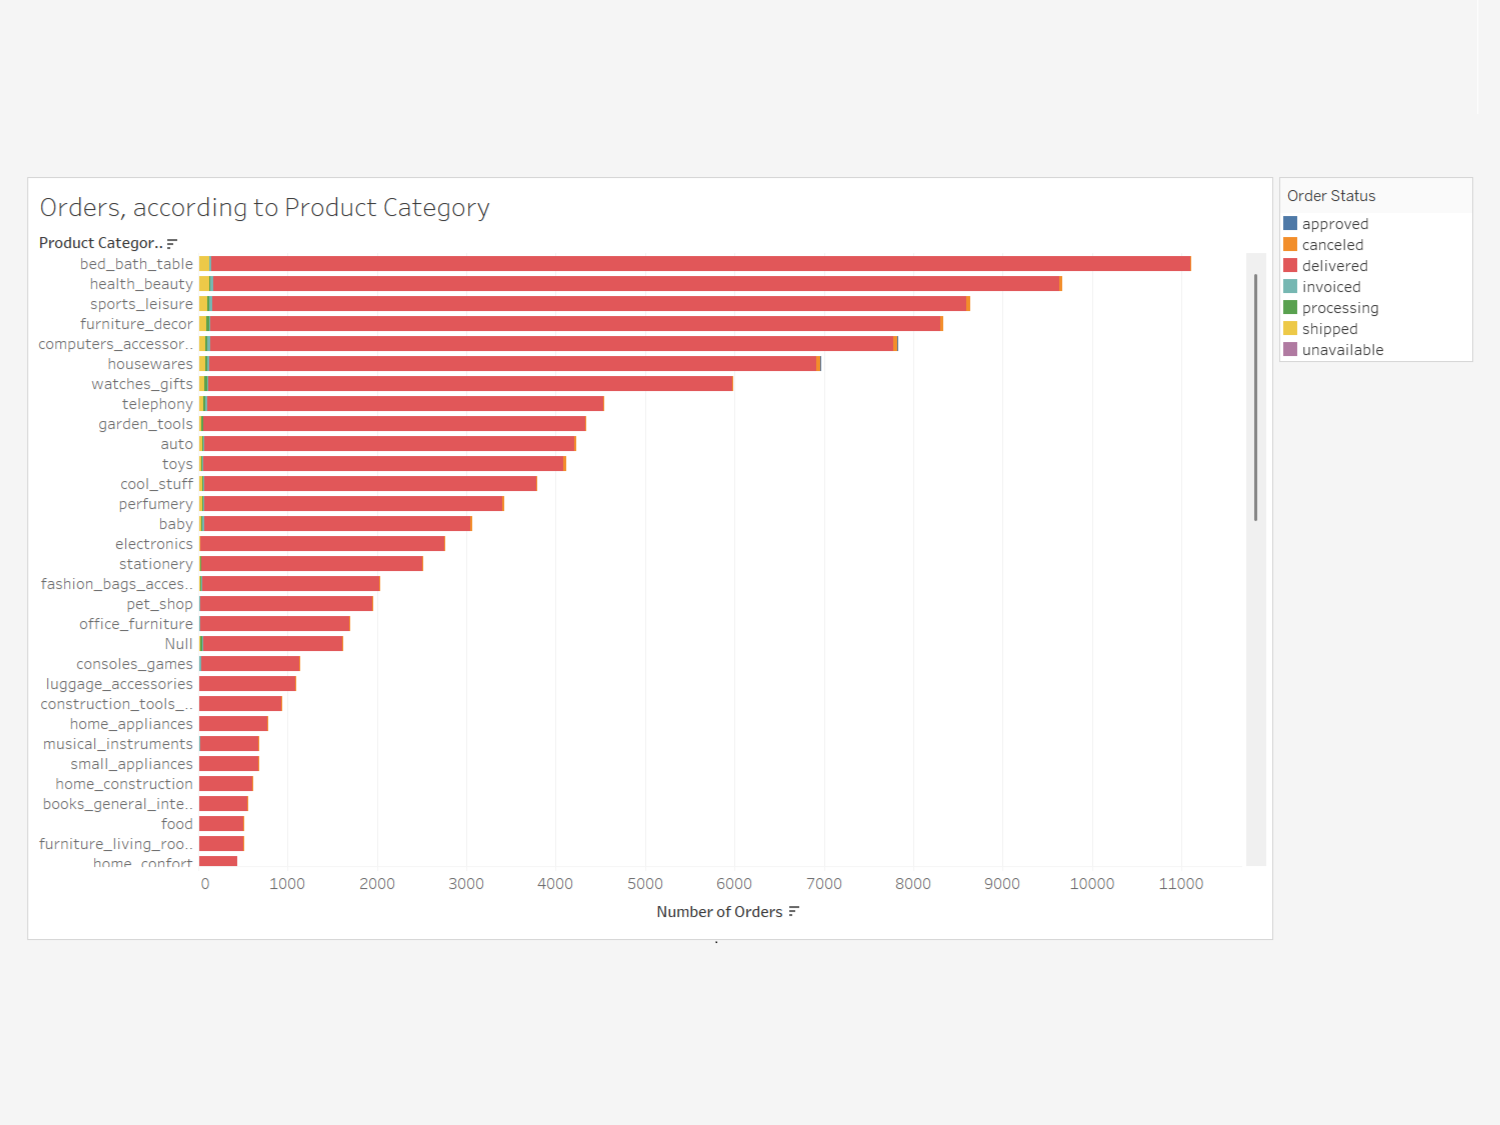 Orders, according to Product Category
Product Categor..
bed_bath_table
health_beauty
sports_leisure
furniture_decor
computers_accessor..
housewares
watches_gifts
telephony
garden_tools
auto
toys
cool_stuff
perfumery
baby
electronics
stationery
fashion_bags_acces..
pet_shop
office_furniture
Null
consoles_games
luggage_accessories
construction_tools_..
home_appliances
musical_instruments
small_appliances
home_construction
books_general_inte..
food
furniture_living_roo..
home_confort
0 1000 2000 3000 4000 5000 6000 7000 8000 9000 10000 11000
Number of Orders
Order Status
approved
canceled
delivered
invoiced
processing
shipped
unavailable